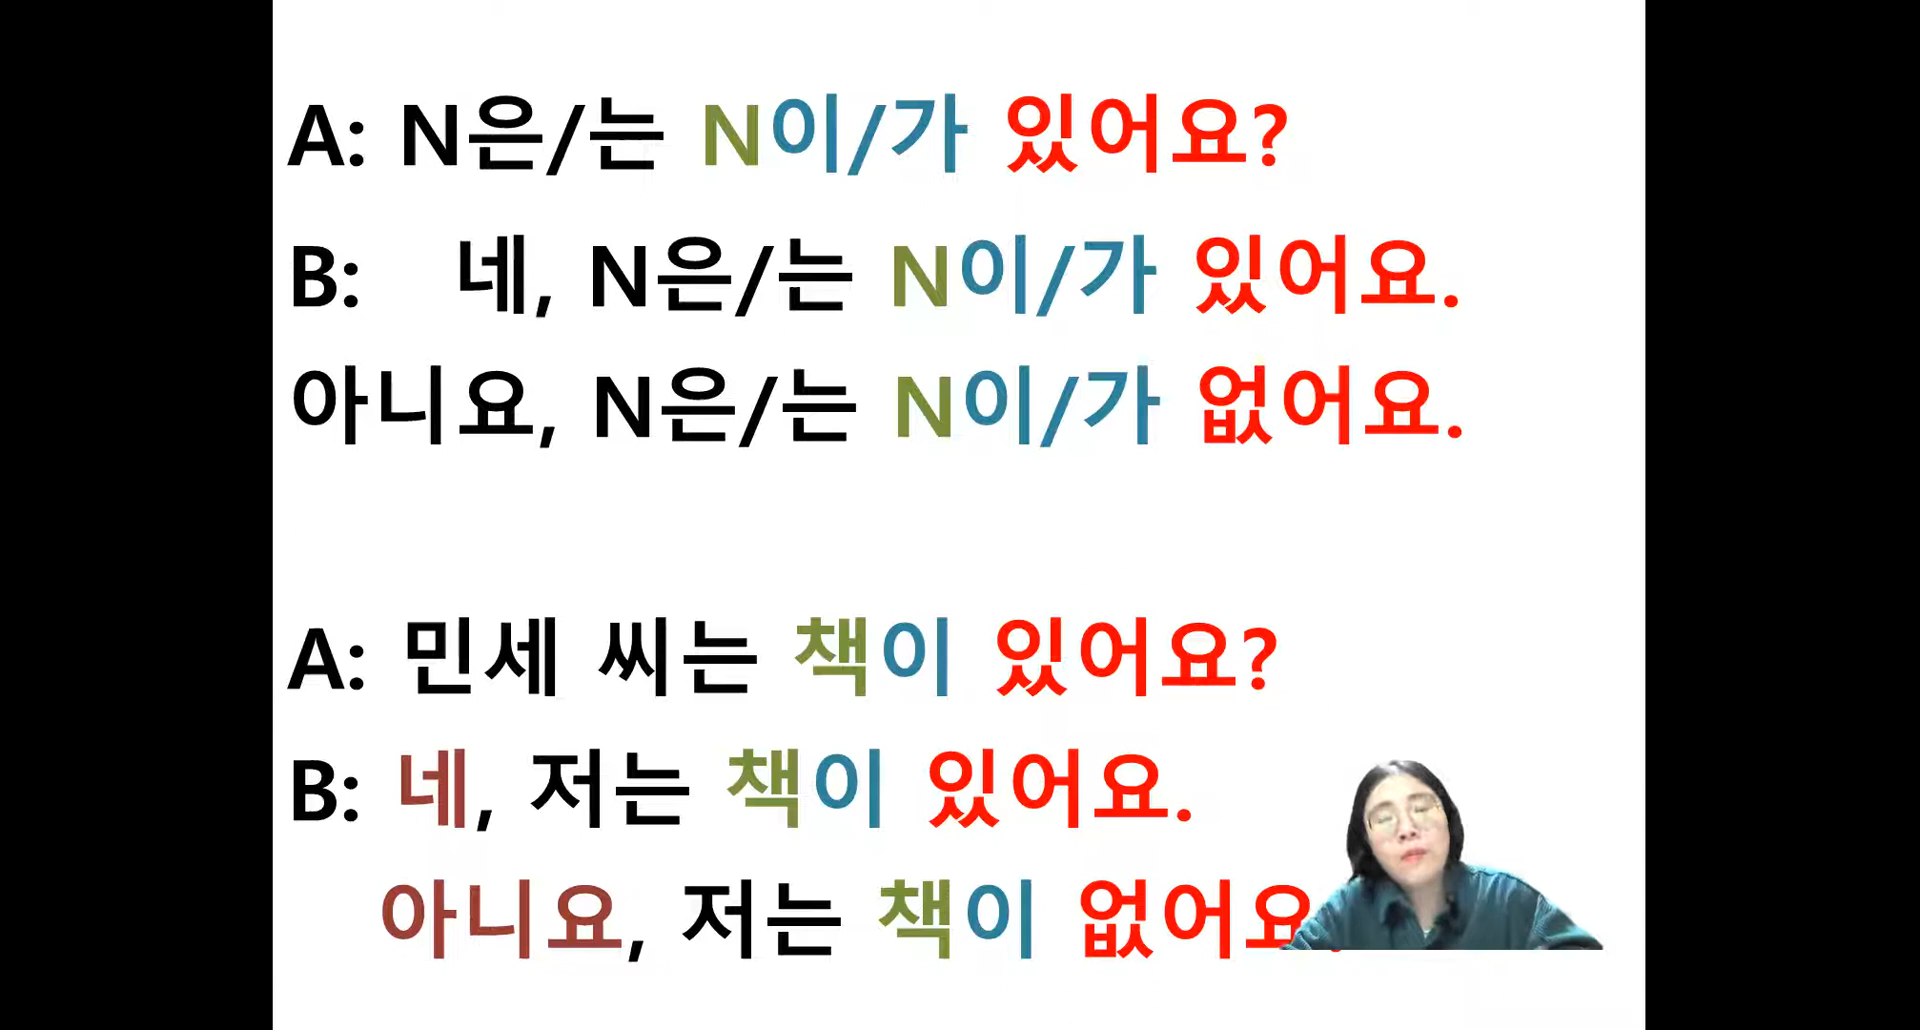 A: N은/는 N이/가 있어요?
B: 네, N은/는 N이/가 있어요.
아니요, N은/는 N이/가 없어요.
A: 민세 씨는 책이 있어요?
B: 네, 저는 책이 있어요.
아니요, 저는 책이 없어요.